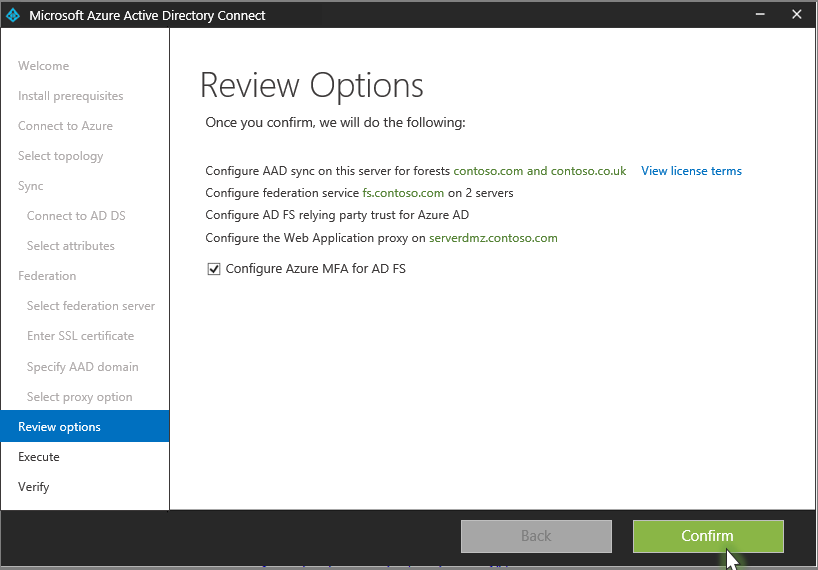 Microsoft Azure Active Directory Connect
Welcome
Install prerequisites
Connect to Azure
Select topology
Sync
Connect to AD DS
Select attributes
Federation
Select federation server
Enter SSL certificate
Specify AAD domain
Select proxy option
Review options
Execute
Verify
Review Options
Once you confirm, we will do the following:
Configure AAD sync on this server for forests contoso.com and contoso.co.uk View license terms
Configure federation service fs.contoso.com on 2 servers
Configure AD FS relying party trust for Azure AD
Configure the Web Application proxy on serverdmz.contoso.com
Configure Azure MFA for AD FS
Back
Confirm